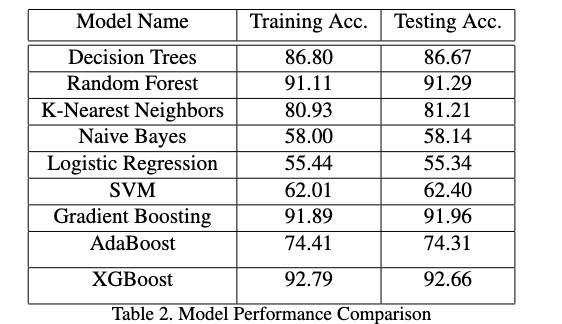 Model Name Training Acc. Testing Acc.
Decision Trees 86.80 86.67
Random Forest 91.11 91.29
K-Nearest Neighbors 80.93 81.21
Naive Bayes 58.00 58.14
Logistic Regression 55.44 55.34
SVM 62.01 62.40
Gradient Boosting 91.89 91.96
AdaBoost 74.41 74.31
XGBoost 92.79 92.66
Table 2. Model Performance Comparison